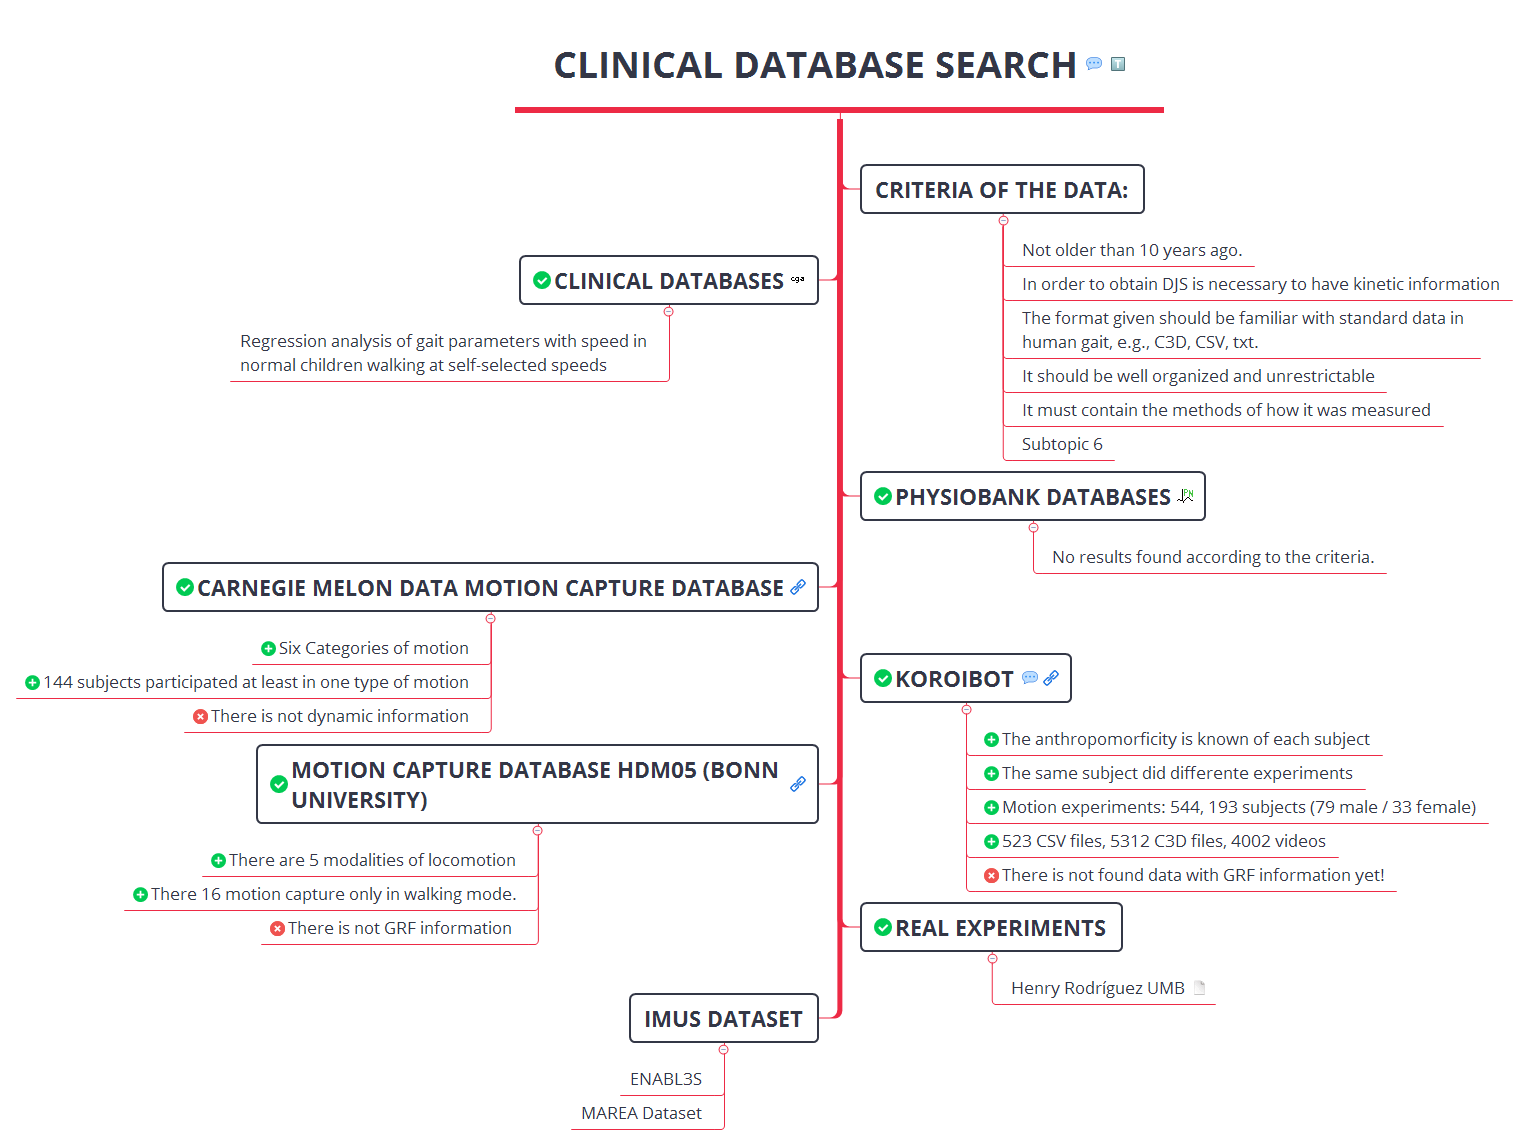 CLINICAL DATABASE SEARCH
CRITERIA OF THE DATA:
Not older than 10 years ago.
In order to obtain DJS is necessary to have kinetic information
The format given should be familiar with standard data in
human gait, e.g., C3D, CSV, txt.
It should be well organized and unrestrictable
It must contain the methods of how it was measured
Subtopic 6
CLINICAL DATABASES cga
Regression analysis of gait parameters with speed in
normal children walking at self-selected speeds
PHYSIOBANK DATABASES PN
No results found according to the criteria.
CARNEGIE MELON DATA MOTION CAPTURE DATABASE
Six Categories of motion
144 subjects participated at least in one type of motion
There is not dynamic information
KOROIBOT
The anthropomorficity is known of each subject
The same subject did differente experiments
Motion experiments: 544, 193 subjects (79 male / 33 female)
523 CSV files, 5312 C3D files, 4002 videos
There is not found data with GRF information yet!
MOTION CAPTURE DATABASE HDM05 (BONN
UNIVERSITY)
There are 5 modalities of locomotion
There 16 motion capture only in walking mode.
There is not GRF information
REAL EXPERIMENTS
Henry Rodríguez UMB
IMUS DATASET
ENABL3S
MAREA Dataset